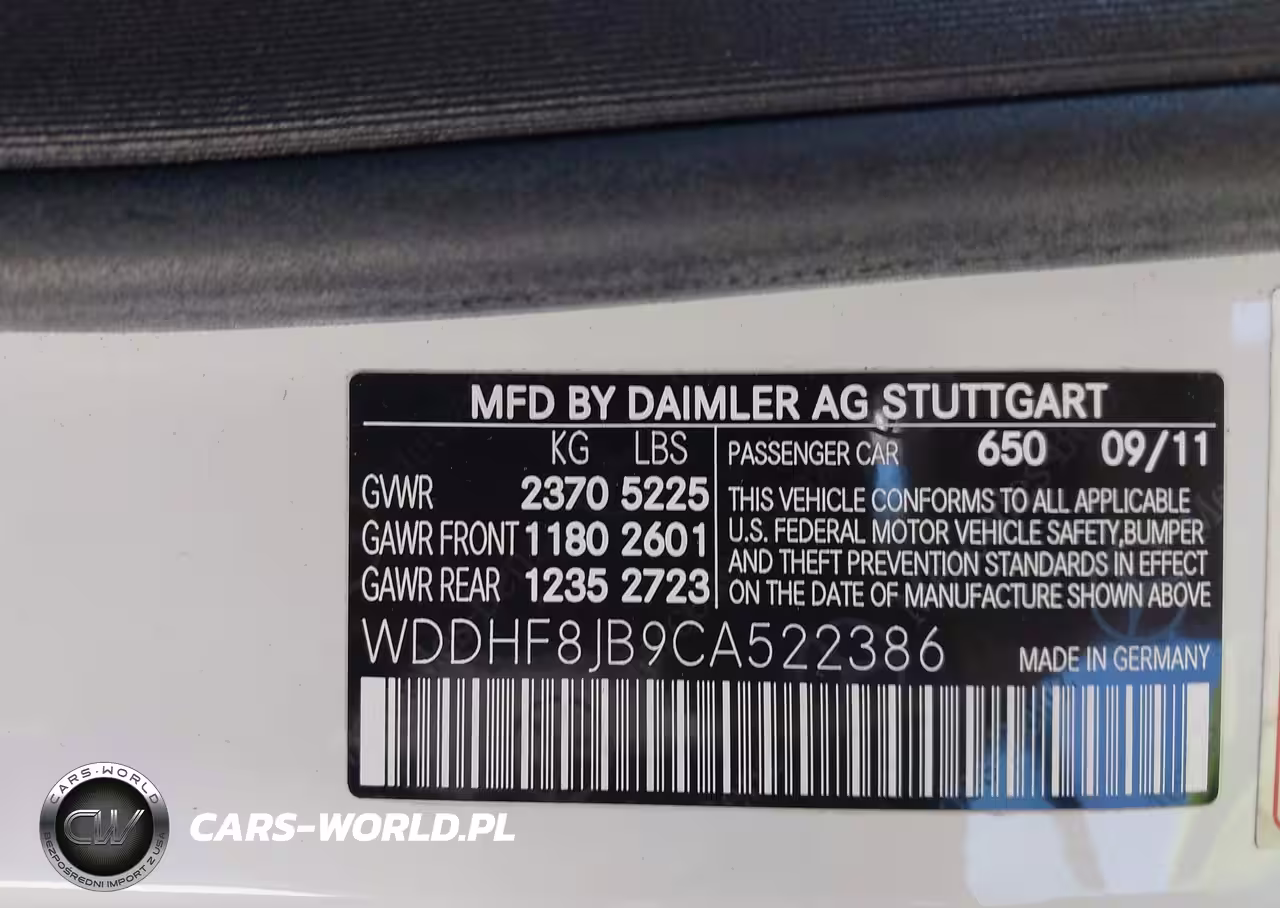 MFD BY DAIMLER AG STUTTGART
KG LBS
GVWR 2370 5225
GAWR FRONT 1180 2601
GAWR REAR 1235 2723
PASSENGER CAR 650 09/11
THIS VEHICLE CONFORMS TO ALL APPLICABLE
U.S. FEDERAL MOTOR VEHICLE SAFETY,BUMPER
AND THEFT PREVENTION STANDARDS IN EFFECT
ON THE DATE OF MANUFACTURE SHOWN ABOVE
WDDHF8JB9CA522386
MADE IN GERMANY
CARS-WORLD
CW
BEZPOŚREDNI IMPORT Z USA
CARS-WORLD.PL